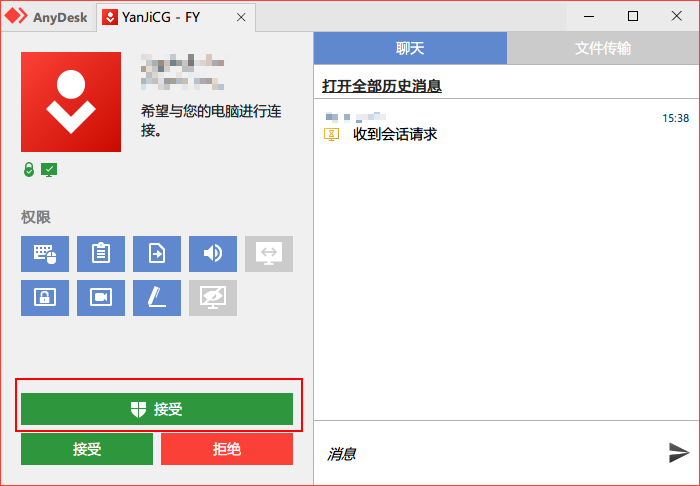 AnyDesk
YanJiCG - FY
希望与您的电脑进行连
接。
权限
接受
接受
拒绝
聊天
文件传输
打开全部历史消息
15:38
收到会话请求
消息